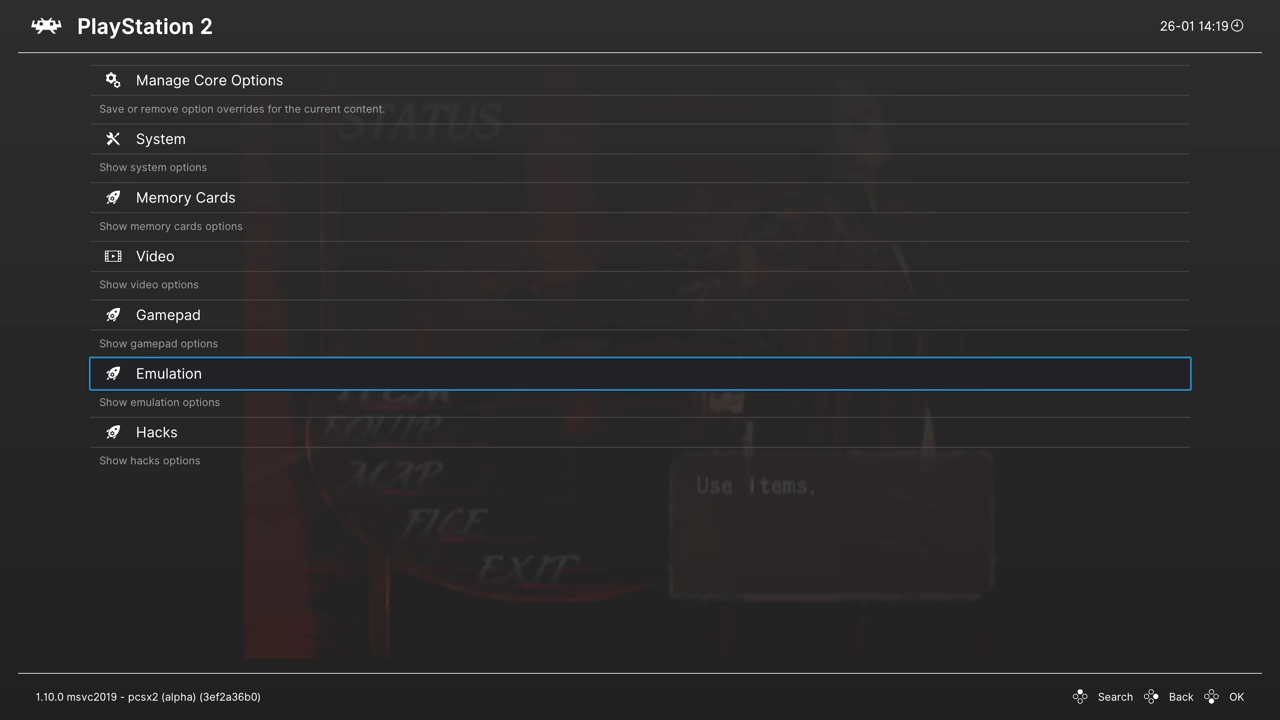 PlayStation 2
26-01 14:19
Manage Core Options
Save or remove option overrides for the current content.
STATUS
System
Show system options
Memory Cards
Show memory cards options
Video
Show video options
Gamepad
Show gamepad options
Emulation
Show emulation options
ITEM
EQUIP
Hacks
Show hacks options
MAP
Use items.
FILE
EXIT
1.10.0 msvc2019 - pcsx2 (alpha) (3ef2a36b0)
Search Back OK